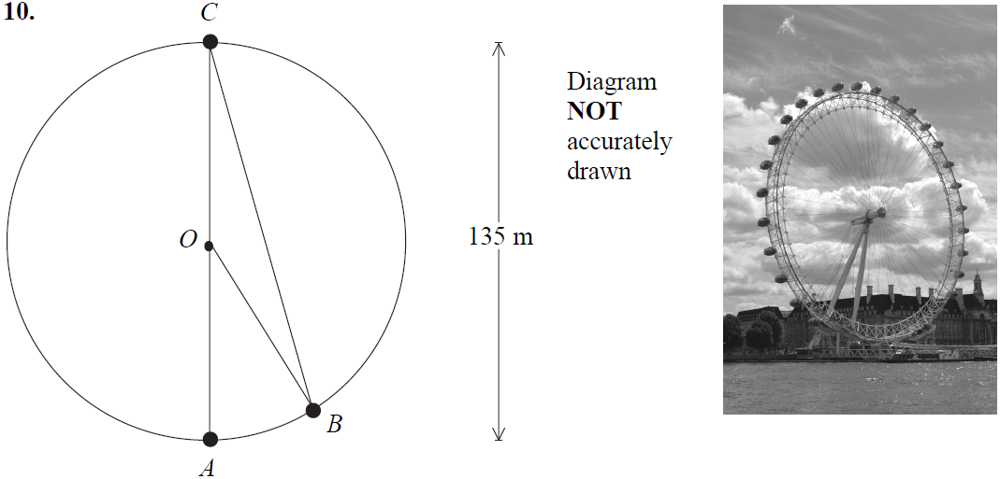 10.
C
Diagram
NOT
accurately
drawn
O
135 m
B
A